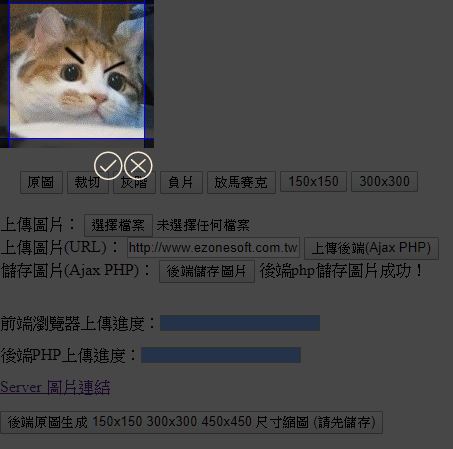 原圖 裁切 灰階 負片 放馬賽克 150x150 300x300
上傳圖片： 選擇檔案 未選擇任何檔案
上傳圖片(URL)： http://www.ezonesoft.com.tw 上傳後端(Ajax PHP)
儲存圖片(Ajax PHP)： 後端儲存圖片 後端php儲存圖片成功！
前端瀏覽器上傳進度：
後端PHP上傳進度：
Server 圖片連結
後端原圖生成 150x150 300x300 450x450 尺寸縮圖 (請先儲存)